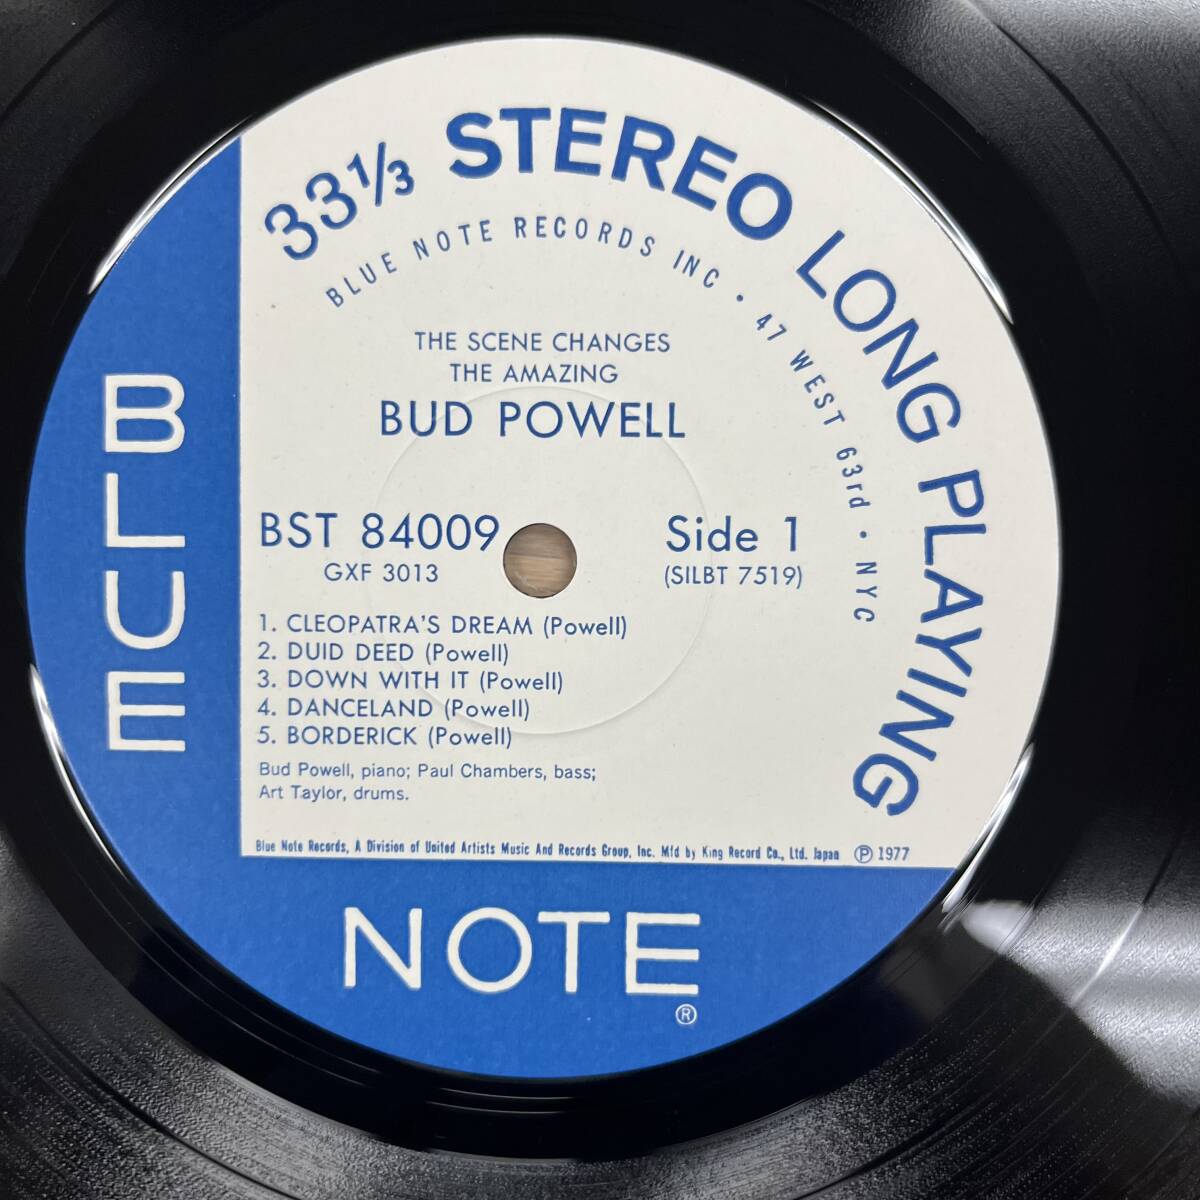 33⅓ STEREO LONG PLAYING
BLUE NOTE RECORDS INC · 47 WEST 63rd · NYC
THE SCENE CHANGES
THE AMAZING
BUD POWELL
BST 84009
GXF 3013
Side 1
(SILBT 7519)
1. CLEOPATRA'S DREAM (Powell)
2. DUID DEED (Powell)
3. DOWN WITH IT (Powell)
4. DANCELAND (Powell)
5. BORDERICK (Powell)
Bud Powell, piano; Paul Chambers, bass;
Art Taylor, drums.
Blue Note Records, A Division of United Artists Music And Records Group, Inc. Mfd by King Record Co., Ltd. Japan ℗ 1977
BLUE
NOTE
®